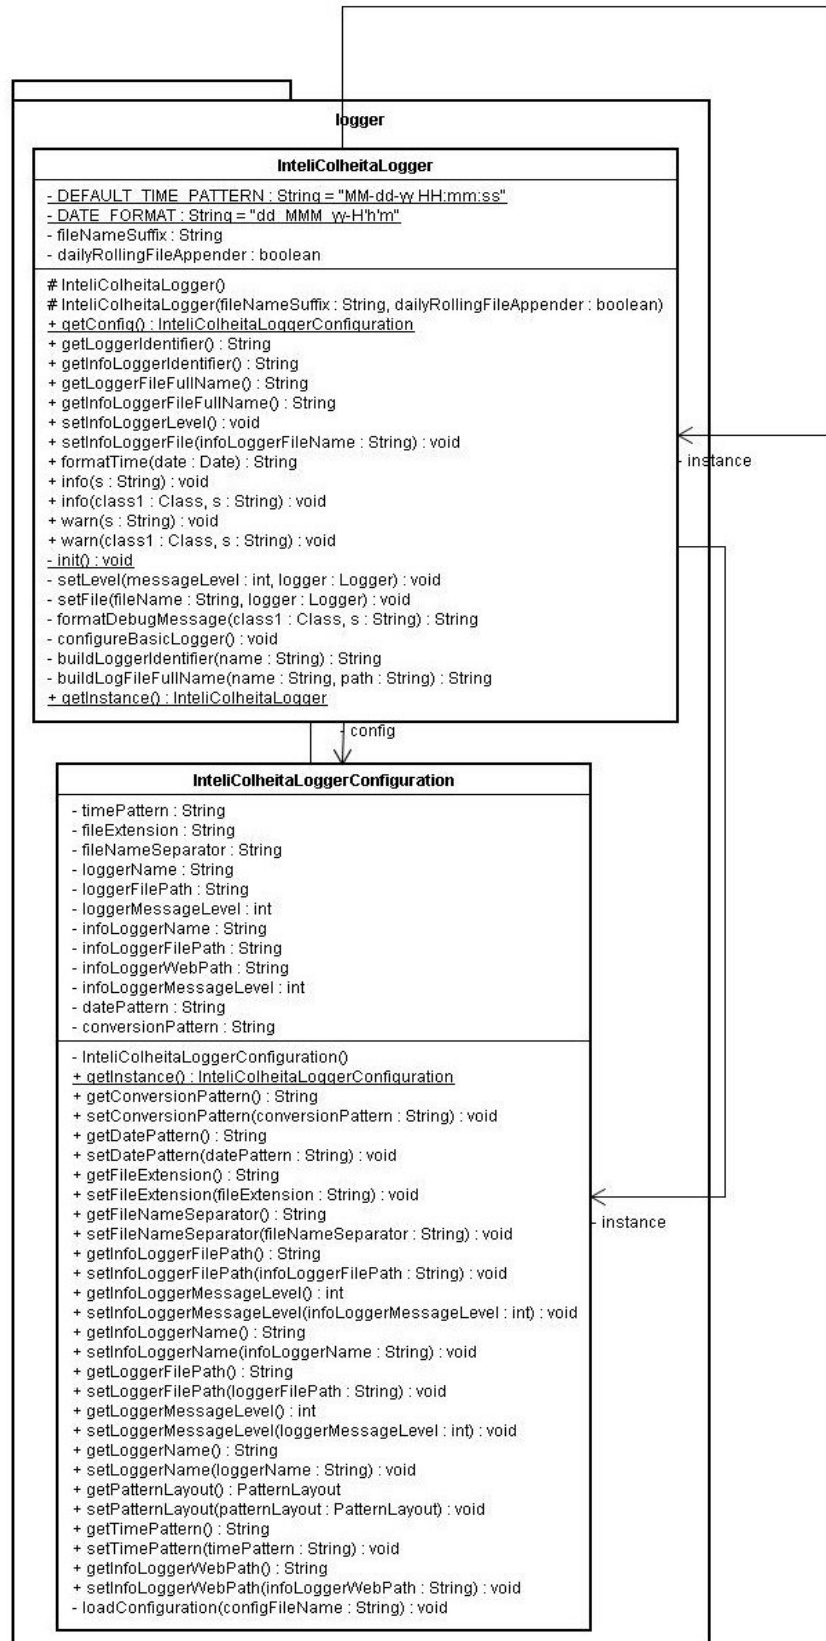 logger
InteliColheitaLogger
- DEFAULT_TIME_PATTERN : String = "MM-dd-yy HH:mm:ss"
- DATE_FORMAT : String = "dd_MMM_yy-H'h'm"
- fileNameSuffix : String
- dailyRollingFileAppender : boolean
# InteliColheitaLogger()
# InteliColheitaLogger(fileNameSuffix : String, dailyRollingFileAppender : boolean)
+ getConfig() : InteliColheitaLoggerConfiguration
+ getLoggerIdentifier() : String
+ getInfoLoggerIdentifier() : String
+ getLoggerFileFullName() : String
+ getInfoLoggerFileFullName() : String
+ setInfoLoggerLevel() : void
+ setInfoLoggerFile(infoLoggerFileName : String) : void
+ formatTime(date : Date) : String
+ info(s : String) : void
+ info(class1 : Class, s : String) : void
+ warn(s : String) : void
+ warn(class1 : Class, s : String) : void
- init() : void
- setLevel(messageLevel : int, logger : Logger) : void
- setFile(fileName : String, logger : Logger) : void
- formatDebugMessage(class1 : Class, s : String) : String
- configureBasicLogger() : void
- buildLoggerIdentifier(name : String) : String
- buildLogFileFullName(name : String, path : String) : String
+ getInstance() : InteliColheitaLogger
- instance
- config
InteliColheitaLoggerConfiguration
- timePattern : String
- fileExtension : String
- fileNameSeparator : String
- loggerName : String
- loggerFilePath : String
- loggerMessageLevel : int
- infoLoggerName : String
- infoLoggerFilePath : String
- infoLoggerWebPath : String
- infoLoggerMessageLevel : int
- datePattern : String
- conversionPattern : String
- InteliColheitaLoggerConfiguration()
+ getInstance() : InteliColheitaLoggerConfiguration
+ getConversionPattern() : String
+ setConversionPattern(conversionPattern : String) : void
+ getDatePattern() : String
+ setDatePattern(datePattern : String) : void
+ getFileExtension() : String
+ setFileExtension(fileExtension : String) : void
+ getFileNameSeparator() : String
+ setFileNameSeparator(fileNameSeparator : String) : void
+ getInfoLoggerFilePath() : String
+ setInfoLoggerFilePath(infoLoggerFilePath : String) : void
+ getInfoLoggerMessageLevel() : int
+ setInfoLoggerMessageLevel(infoLoggerMessageLevel : int) : void
+ getInfoLoggerName() : String
+ setInfoLoggerName(infoLoggerName : String) : void
+ getLoggerFilePath() : String
+ setLoggerFilePath(loggerFilePath : String) : void
+ getLoggerMessageLevel() : int
+ setLoggerMessageLevel(loggerMessageLevel : int) : void
+ getLoggerName() : String
+ setLoggerName(loggerName : String) : void
+ getPatternLayout() : PatternLayout
+ setPatternLayout(patternLayout : PatternLayout) : void
+ getTimePattern() : String
+ setTimePattern(timePattern : String) : void
+ getInfoLoggerWebPath() : String
+ setInfoLoggerWebPath(infoLoggerWebPath : String) : void
- loadConfiguration(configFileName : String) : void
- instance